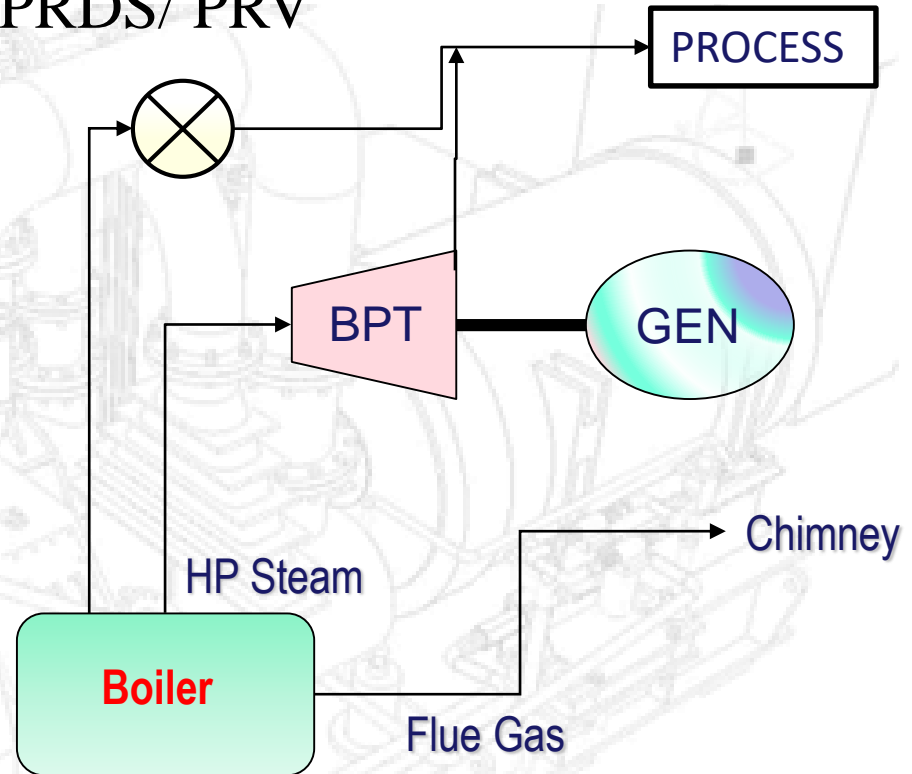 PRDS/ PRV
PROCESS
BPT
GEN
Chimney
HP Steam
Boiler
Flue Gas